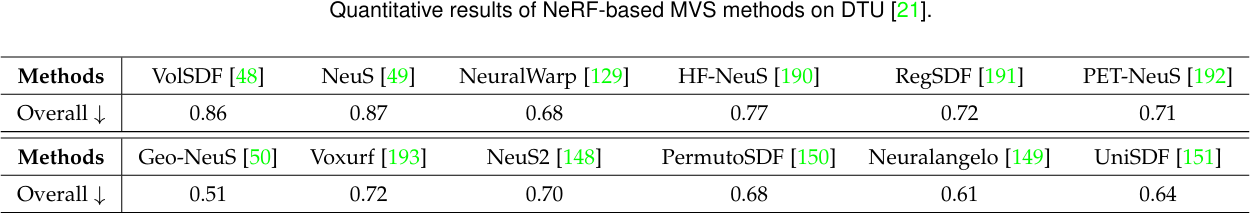 Quantitative results of NeRF-based MVS methods on DTU [21].
Methods VolSDF [48] NeuS [49] NeuralWarp [129] HF-NeuS [190] RegSDF [191] PET-NeuS [192]
Overall ↓ 0.86 0.87 0.68 0.77 0.72 0.71
Methods Geo-NeuS [50] Voxurf [193] NeuS2 [148] PermutoSDF [150] Neuralangelo [149] UniSDF [151]
Overall ↓ 0.51 0.72 0.70 0.68 0.61 0.64